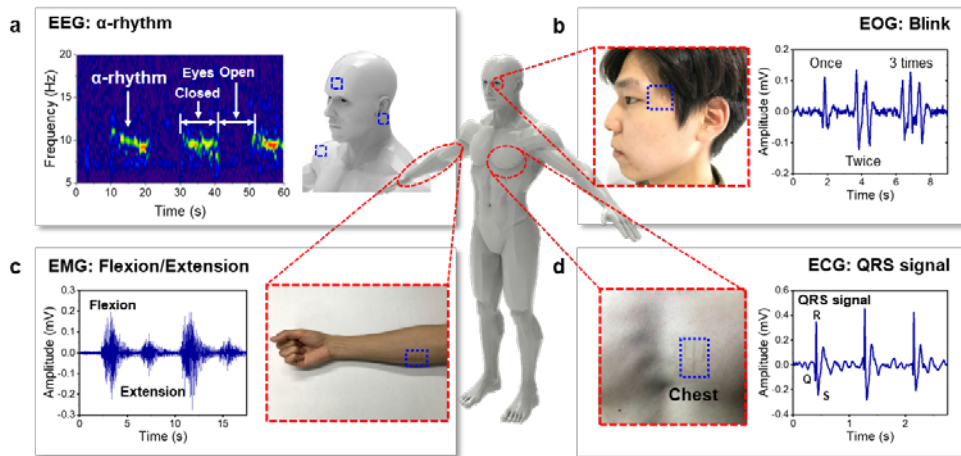 a
EEG: α-rhythm
20
15
10
5
Frequency (Hz)
α-rhythm
Eyes
Closed
Open
0 10 20 30 40 50 60
Time (s)
b
EOG: Blink
0.2
0.1
0.0
-0.1
-0.2
Amplitude (mV)
Once
3 times
Twice
0 2 4 6 8
Time (s)
c
EMG: Flexion/Extension
0.3
0.2
0.1
0.0
-0.1
-0.2
-0.3
Amplitude (mV)
Flexion
Extension
0 5 10 15
Time (s)
d
ECG: QRS signal
Chest
0.6
0.4
0.2
0.0
-0.2
-0.4
Amplitude (mV)
QRS signal
R
Q
S
0 1 2
Time (s)